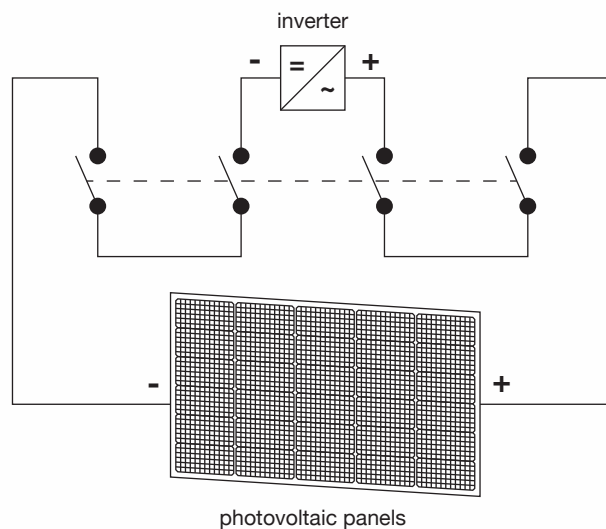 inverter
- = ~ +
- +
photovoltaic panels